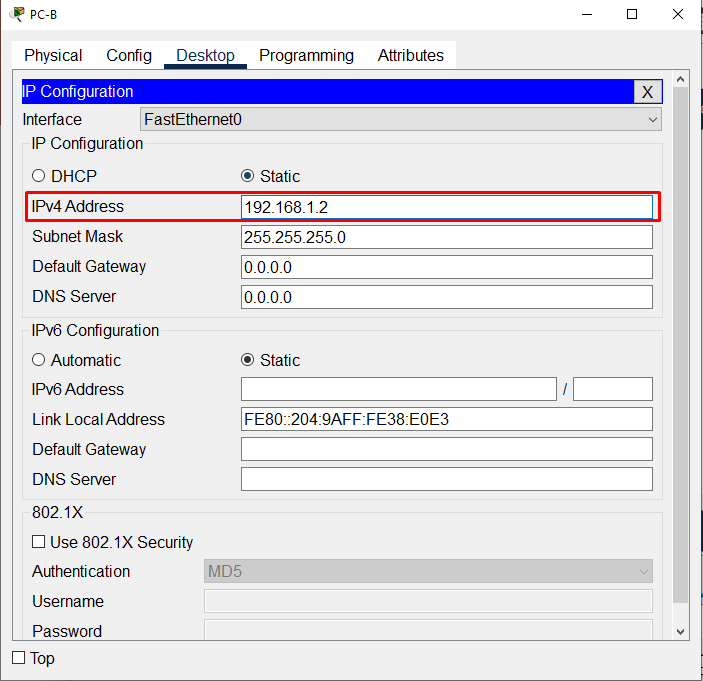 PC-B
Physical Config Desktop Programming Attributes
IP Configuration X
Interface FastEthernet0
IP Configuration
DHCP Static
IPv4 Address 192.168.1.2
Subnet Mask 255.255.255.0
Default Gateway 0.0.0.0
DNS Server 0.0.0.0
IPv6 Configuration
Automatic Static
IPv6 Address /
Link Local Address FE80::204:9AFF:FE38:E0E3
Default Gateway
DNS Server
802.1X
Use 802.1X Security
Authentication MD5
Username
Password
Top